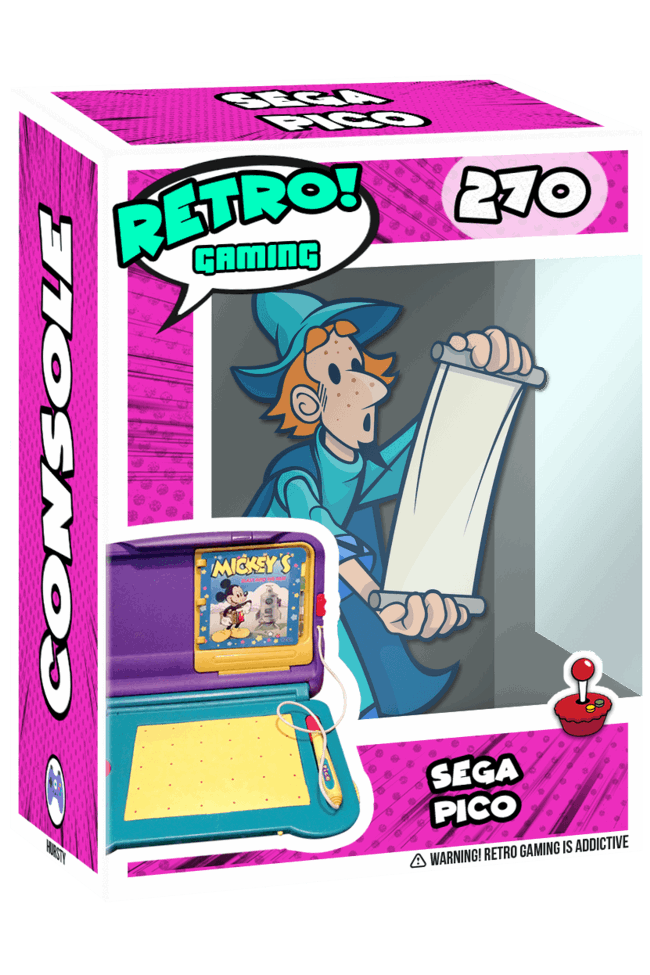 SEGA
PICO
RETRO!
GAMING
270
CONSOLE
MICKEY'S
SEGA
PICO
HURSTY
WARNING! RETRO GAMING IS ADDICTIVE